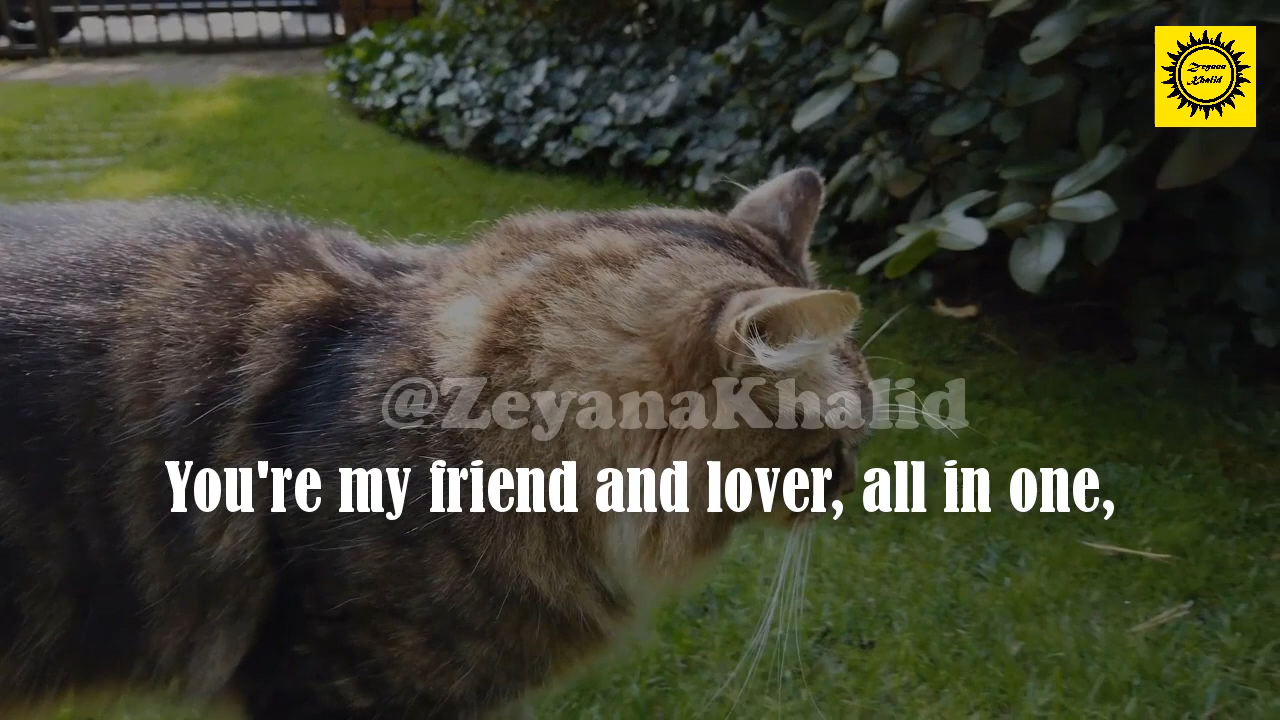 Zeyana
Khalid
@ZeyanaKhalid
You're my friend and lover, all in one,